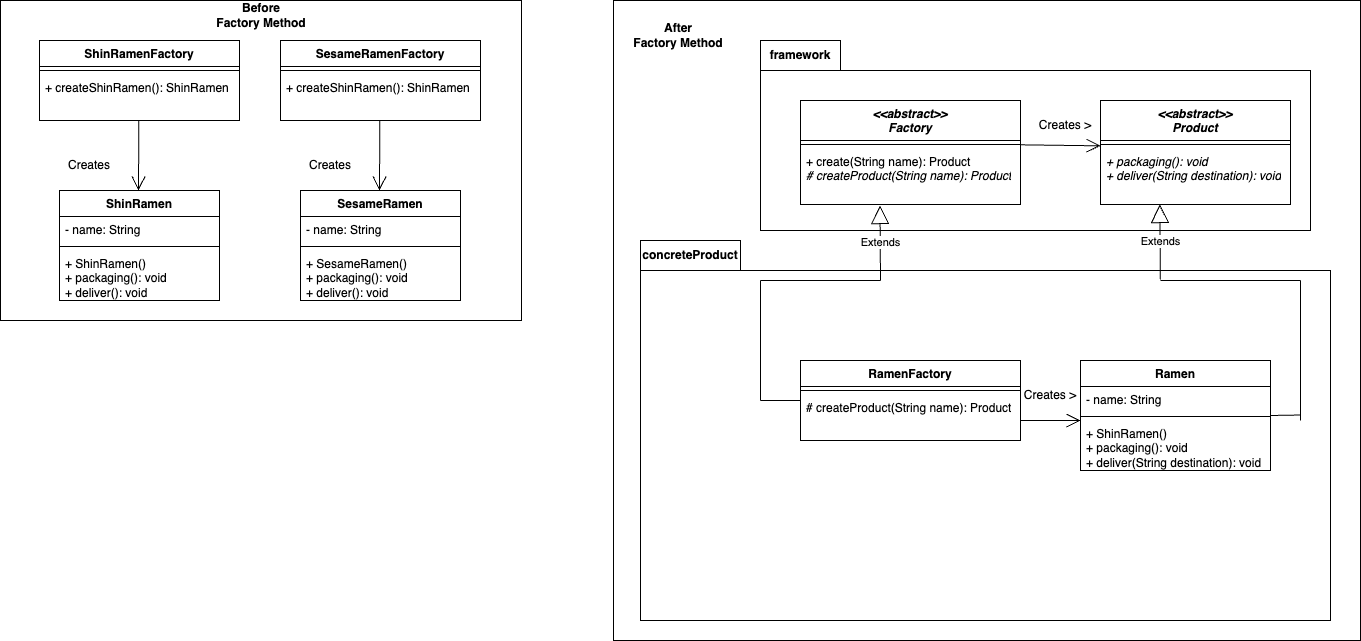 Before
Factory Method
ShinRamenFactory
+ createShinRamen(): ShinRamen
Creates
ShinRamen
- name: String
+ ShinRamen()
+ packaging(): void
+ deliver(): void
SesameRamenFactory
+ createShinRamen(): ShinRamen
Creates
SesameRamen
- name: String
+ SesameRamen()
+ packaging(): void
+ deliver(): void
After
Factory Method
framework
<<abstract>>
Factory
+ create(String name): Product
# createProduct(String name): Product
Creates >
<<abstract>>
Product
+ packaging(): void
+ deliver(String destination): void
Extends
Extends
concreteProduct
RamenFactory
# createProduct(String name): Product
Creates >
Ramen
- name: String
+ ShinRamen()
+ packaging(): void
+ deliver(String destination): void